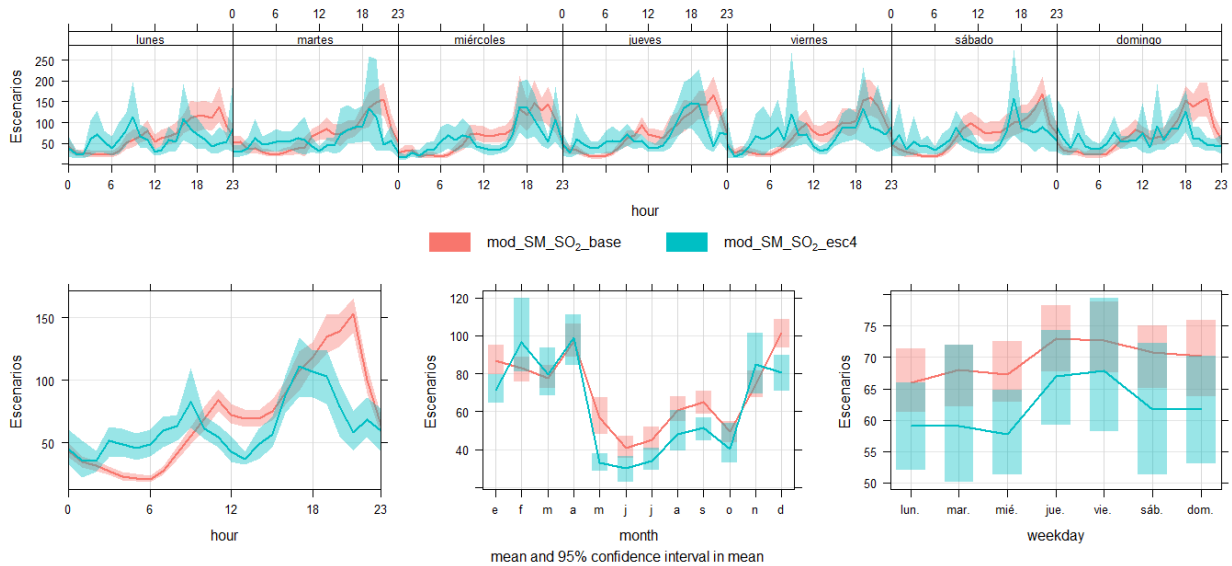 0 6 12 18 23 0 6 12 18 23 0 6 12 18 23
lunes martes miércoles jueves viernes sábado domingo
Escenarios
250
200
150
100
50
0 6 12 18 23 0 6 12 18 23 0 6 12 18 23 0 6 12 18 23
hour
mod_SM_SO2_base mod_SM_SO2_esc4
Escenarios
150
100
50
0 6 12 18 23
hour
Escenarios
120
100
80
60
40
e f m a m j j a s o n d
month
mean and 95% confidence interval in mean
Escenarios
75
70
65
60
55
50
lun. mar. mié. jue. vie. sáb. dom.
weekday